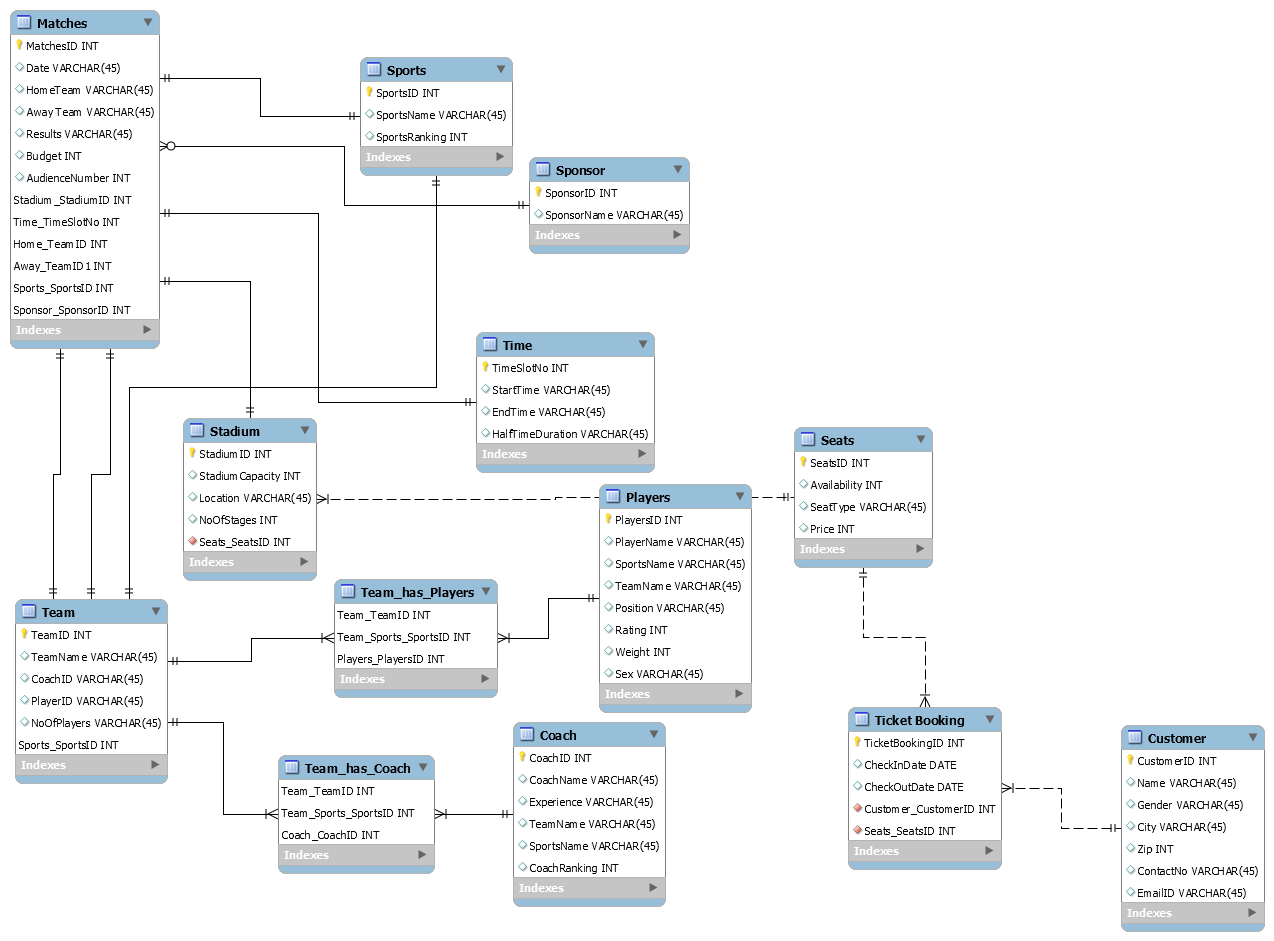 Matches
MatchesID INT
Date VARCHAR(45)
HomeTeam VARCHAR(45)
AwayTeam VARCHAR(45)
Results VARCHAR(45)
Budget INT
AudienceNumber INT
Stadium_StadiumID INT
Time_TimeSlotNo INT
Home_TeamID INT
Away_TeamID1 INT
Sports_SportsID INT
Sponsor_SponsorID INT
Indexes
Sports
SportsID INT
SportsName VARCHAR(45)
SportsRanking INT
Indexes
Sponsor
SponsorID INT
SponsorName VARCHAR(45)
Indexes
Time
TimeSlotNo INT
StartTime VARCHAR(45)
EndTime VARCHAR(45)
HalfTimeDuration VARCHAR(45)
Indexes
Stadium
StadiumID INT
StadiumCapacity INT
Location VARCHAR(45)
NoOfStages INT
Seats_SeatsID INT
Indexes
Seats
SeatsID INT
Availability INT
SeatType VARCHAR(45)
Price INT
Indexes
Players
PlayersID INT
PlayerName VARCHAR(45)
SportsName VARCHAR(45)
TeamName VARCHAR(45)
Position VARCHAR(45)
Rating INT
Weight INT
Sex VARCHAR(45)
Indexes
Team_has_Players
Team_TeamID INT
Team_Sports_SportsID INT
Players_PlayersID INT
Indexes
Team
TeamID INT
TeamName VARCHAR(45)
CoachID VARCHAR(45)
PlayerID VARCHAR(45)
NoOfPlayers VARCHAR(45)
Sports_SportsID INT
Indexes
Team_has_Coach
Team_TeamID INT
Team_Sports_SportsID INT
Coach_CoachID INT
Indexes
Coach
CoachID INT
CoachName VARCHAR(45)
Experience VARCHAR(45)
TeamName VARCHAR(45)
SportsName VARCHAR(45)
CoachRanking INT
Indexes
Ticket Booking
TicketBookingID INT
CheckInDate DATE
CheckOutDate DATE
Customer_CustomerID INT
Seats_SeatsID INT
Indexes
Customer
CustomerID INT
Name VARCHAR(45)
Gender VARCHAR(45)
City VARCHAR(45)
Zip INT
ContactNo VARCHAR(45)
EmailID VARCHAR(45)
Indexes